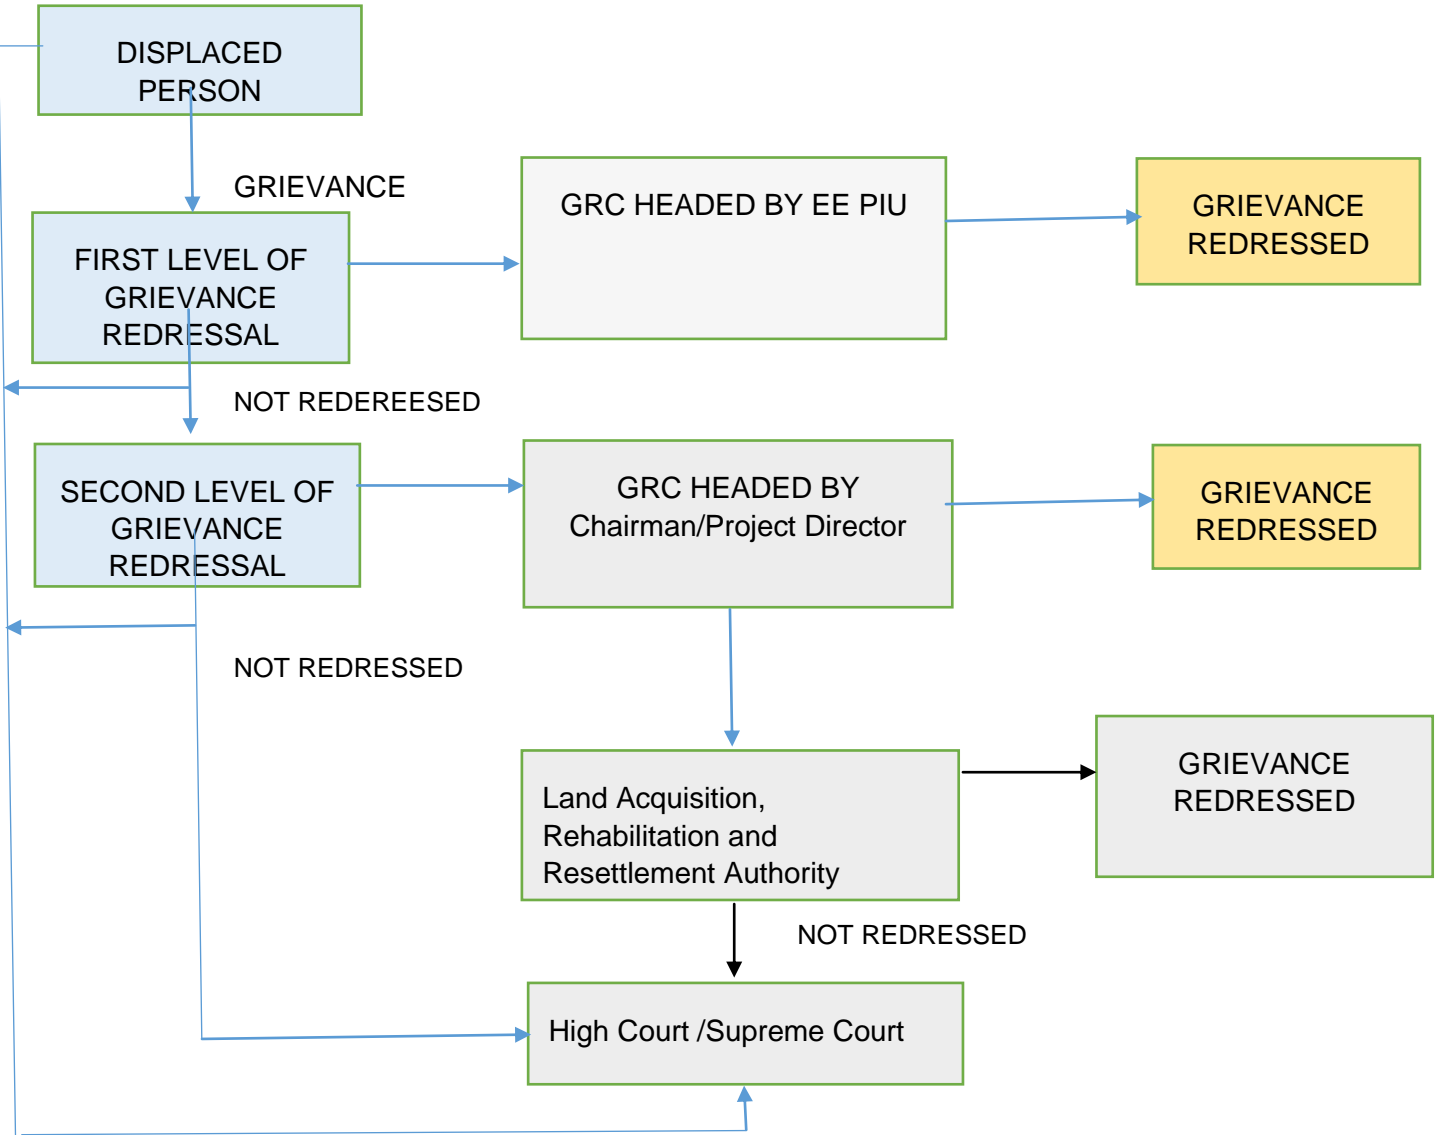 DISPLACED
PERSON
GRIEVANCE
GRC HEADED BY EE PIU
GRIEVANCE
REDRESSED
FIRST LEVEL OF
GRIEVANCE
REDRESSAL
NOT REDEREESED
SECOND LEVEL OF
GRIEVANCE
REDRESSAL
GRC HEADED BY
Chairman/Project Director
GRIEVANCE
REDRESSED
NOT REDRESSED
Land Acquisition,
Rehabilitation and
Resettlement Authority
GRIEVANCE
REDRESSED
NOT REDRESSED
High Court /Supreme Court